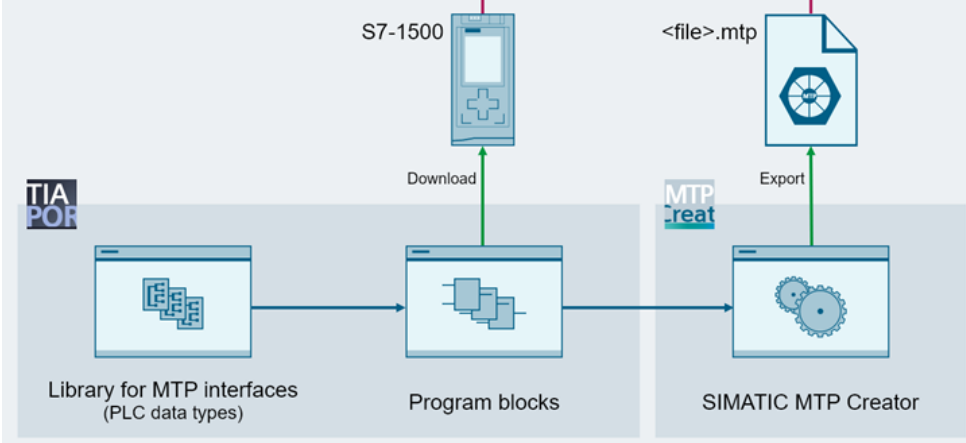 S7-1500
<file>.mtp
MTP
Download
Export
TIA
POR
MTP
Creat
Library for MTP interfaces
(PLC data types)
Program blocks
SIMATIC MTP Creator